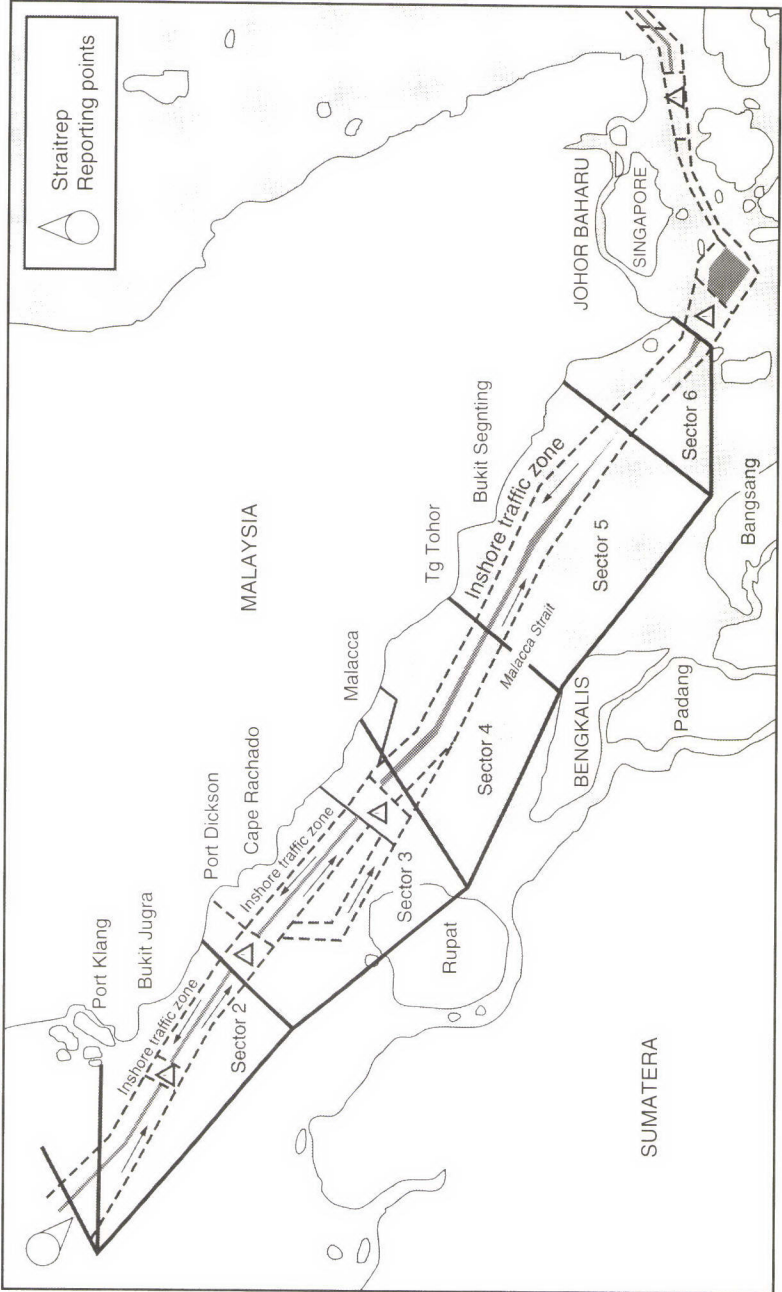 Straitrep
Reporting points
MALAYSIA
Port Klang
Bukit Jugra
Port Dickson
Cape Rachado
Malacca
Tg Tohor
Bukit Segnting
JOHOR BAHARU
SINGAPORE
Inshore traffic zone
Inshore traffic zone
Inshore traffic zone
Sector 2
Sector 3
Sector 4
Malacca Strait
Sector 5
Sector 6
Rupat
BENGKALIS
Padang
Bangsang
SUMATERA